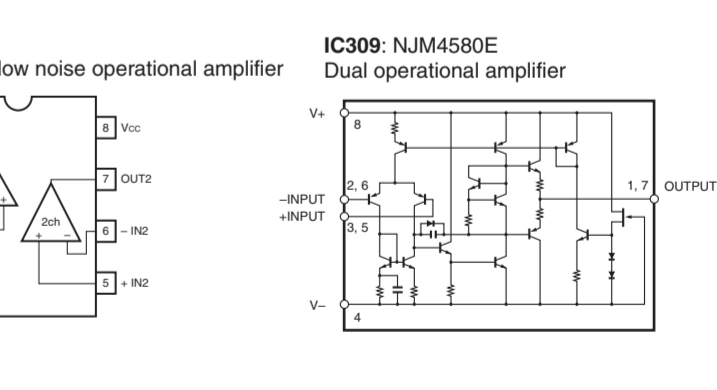 low noise operational amplifier
8 Vcc
7 OUT2
2ch
+ −
6 − IN2
5 + IN2
+
IC309: NJM4580E
Dual operational amplifier
V+
8
2, 6
−INPUT
+INPUT
3, 5
1, 7 OUTPUT
V−
4